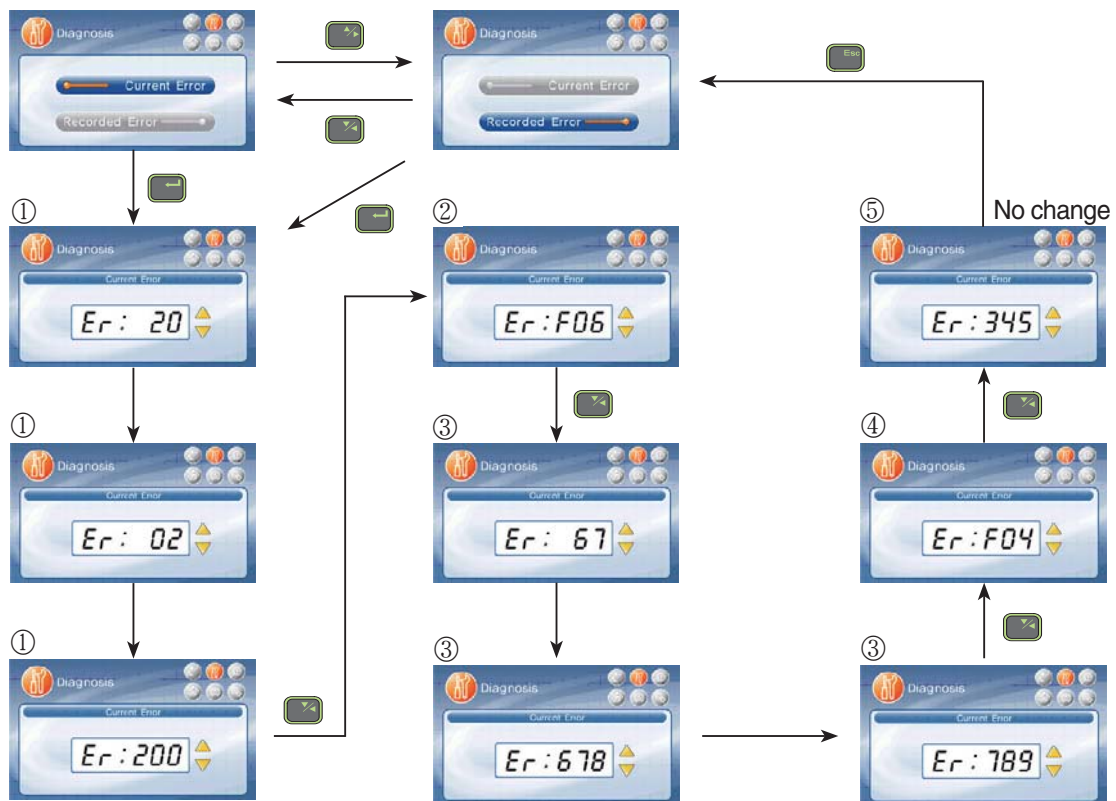 Diagnosis
Current Error
Recorded Error
Diagnosis
Current Error
Recorded Error
Esc
①
Diagnosis
Current Error
Er: 20
②
Diagnosis
Current Error
Er:F06
⑤
No change
Diagnosis
Current Error
Er:345
①
Diagnosis
Current Error
Er: 02
③
Diagnosis
Current Error
Er: 67
④
Diagnosis
Current Error
Er:F04
①
Diagnosis
Current Error
Er:200
③
Diagnosis
Current Error
Er:678
③
Diagnosis
Current Error
Er:789